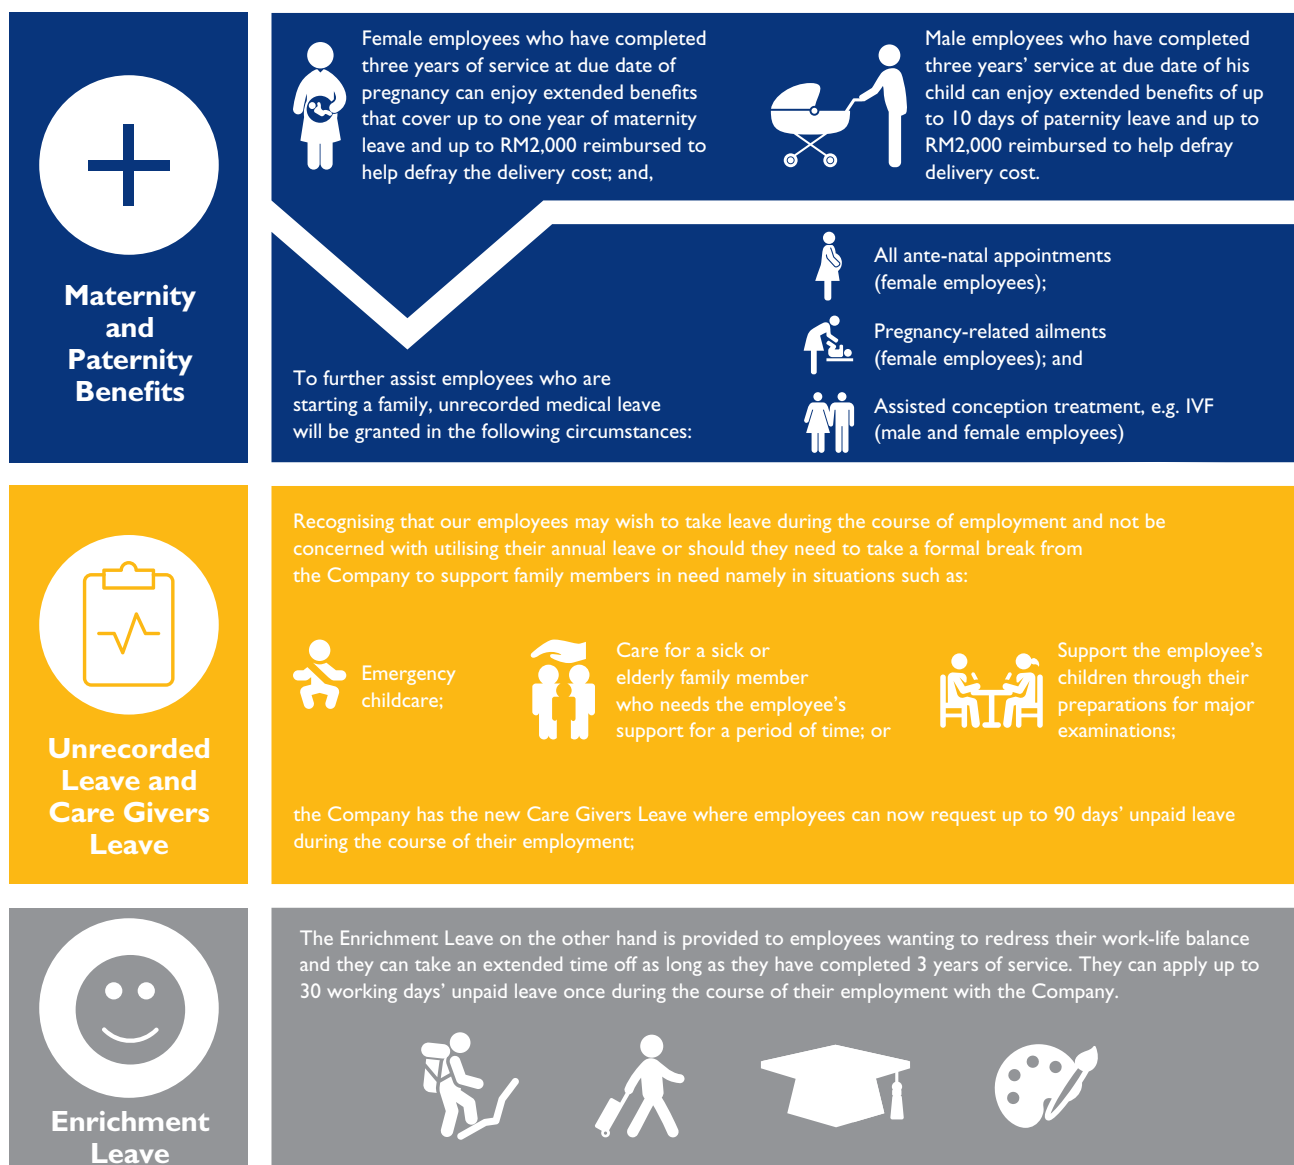 Maternity
and
Paternity
Benefits
Female employees who have completed
three years of service at due date of
pregnancy can enjoy extended benefits
that cover up to one year of maternity
leave and up to RM2,000 reimbursed to
help defray the delivery cost; and,
Male employees who have completed
three years’ service at due date of his
child can enjoy extended benefits of up
to 10 days of paternity leave and up to
RM2,000 reimbursed to help defray
delivery cost.
To further assist employees who are
starting a family, unrecorded medical leave
will be granted in the following circumstances:
All ante-natal appointments
(female employees);
Pregnancy-related ailments
(female employees); and
Assisted conception treatment, e.g. IVF
(male and female employees)
Unrecorded
Leave and
Care Givers
Leave
Recognising that our employees may wish to take leave during the course of employment and not be
concerned with utilising their annual leave or should they need to take a formal break from
the Company to support family members in need namely in situations such as:
Emergency
childcare;
Care for a sick or
elderly family member
who needs the employee’s
support for a period of time; or
Support the employee’s
children through their
preparations for major
examinations;
the Company has the new Care Givers Leave where employees can now request up to 90 days’ unpaid leave
during the course of their employment;
Enrichment
Leave
The Enrichment Leave on the other hand is provided to employees wanting to redress their work-life balance
and they can take an extended time off as long as they have completed 3 years of service. They can apply up to
30 working days’ unpaid leave once during the course of their employment with the Company.